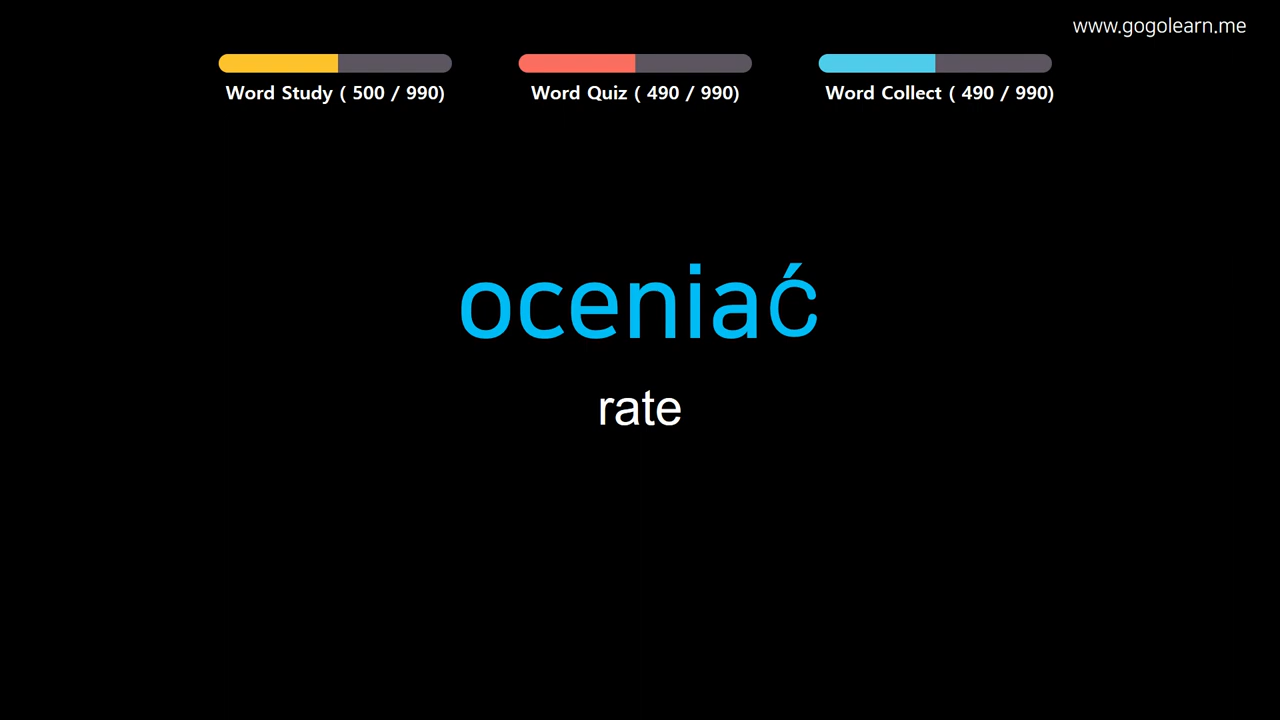 www.gogolearn.me
Word Study ( 500 / 990)
Word Quiz ( 490 / 990)
Word Collect ( 490 / 990)
oceniać
rate